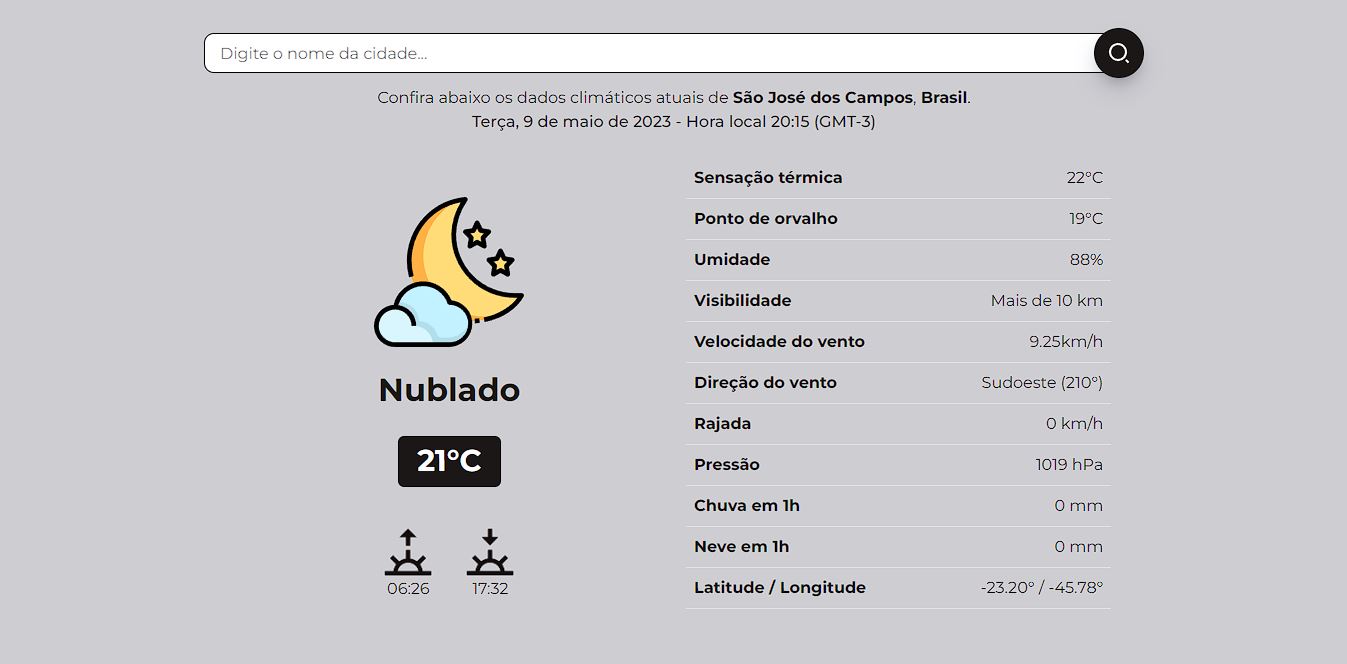 Digite o nome da cidade...
Confira abaixo os dados climáticos atuais de São José dos Campos, Brasil.
Terça, 9 de maio de 2023 - Hora local 20:15 (GMT-3)
Nublado
21°C
06:26 17:32
Sensação térmica 22°C
Ponto de orvalho 19°C
Umidade 88%
Visibilidade Mais de 10 km
Velocidade do vento 9.25km/h
Direção do vento Sudoeste (210°)
Rajada 0 km/h
Pressão 1019 hPa
Chuva em 1h 0 mm
Neve em 1h 0 mm
Latitude / Longitude -23.20° / -45.78°